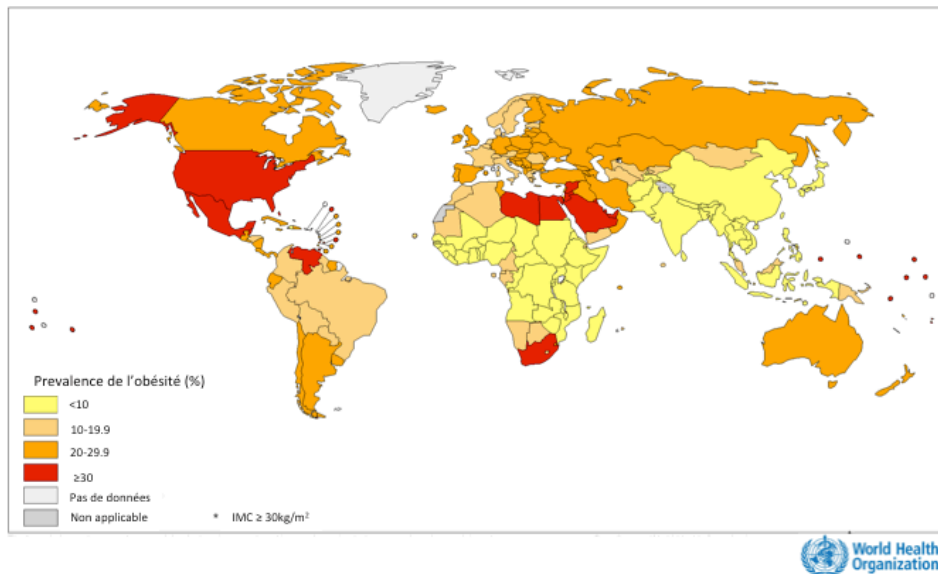 Prevalence de l'obésité (%)
<10
10-19.9
20-29.9
≥30
Pas de données
Non applicable
* IMC ≥ 30kg/m²
World Health
Organization